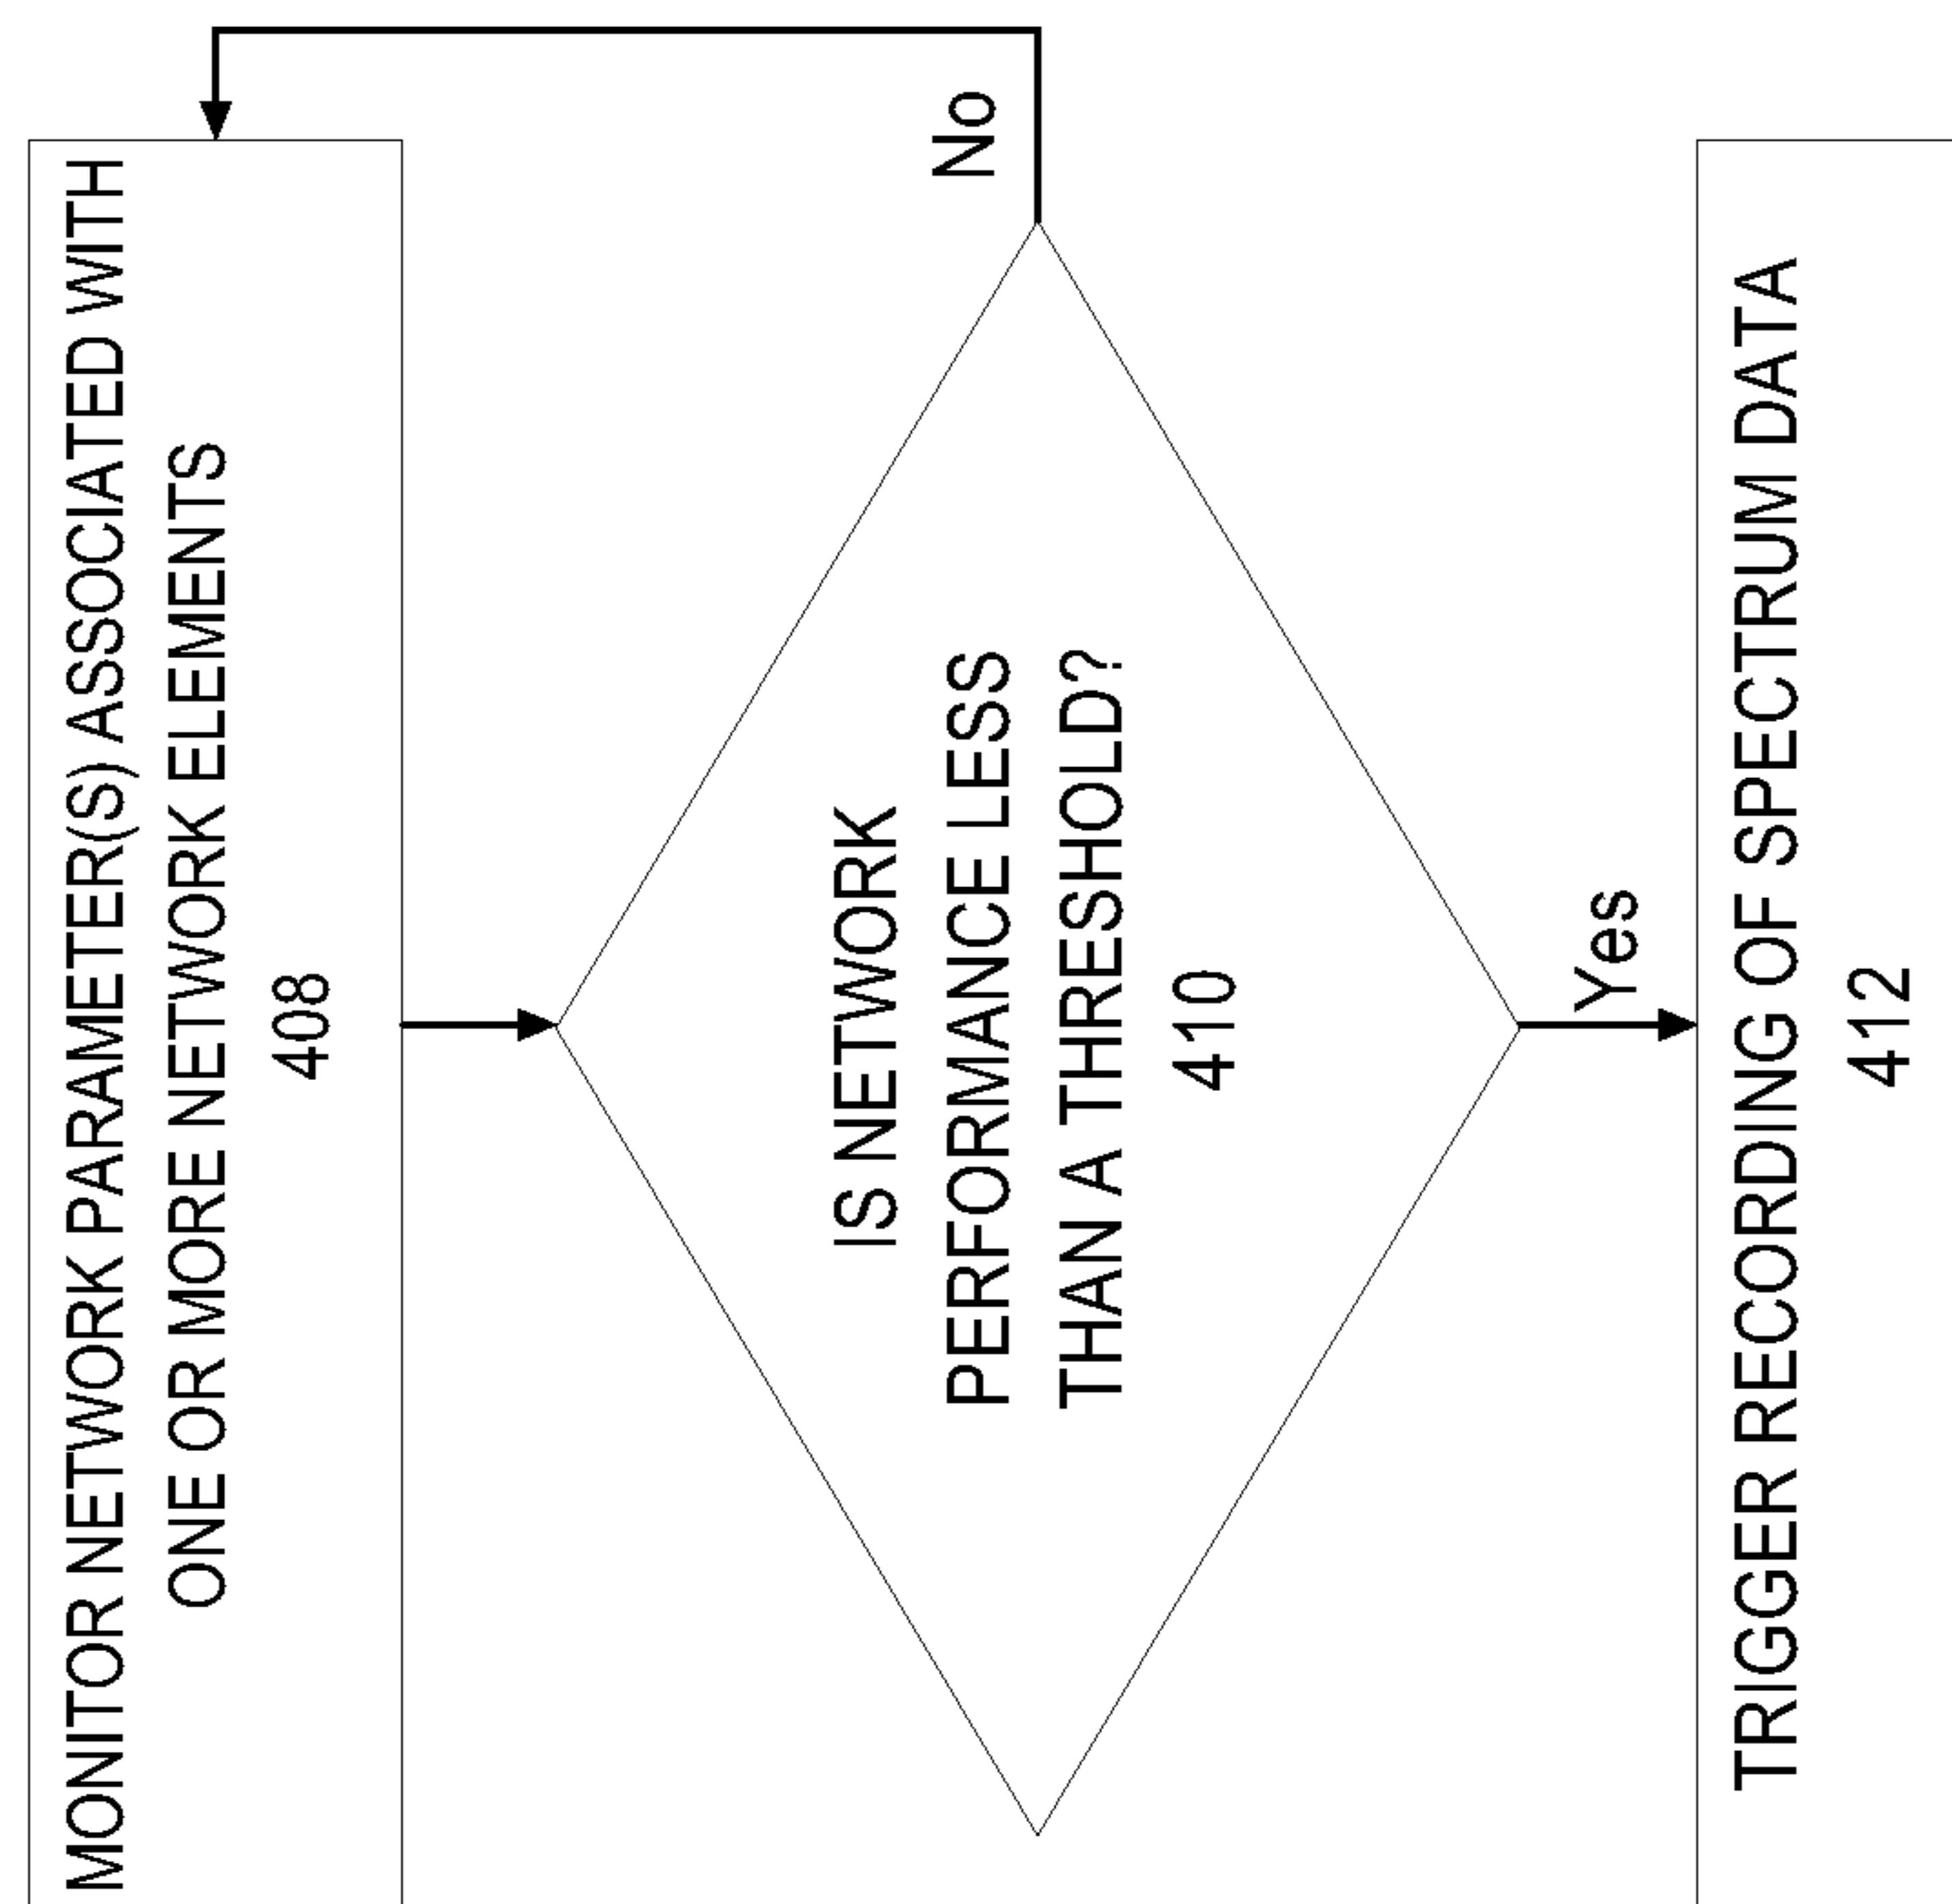 MONITOR NETWORK PARAMETER(S) ASSOCIATED WITH
ONE OR MORE NETWORK ELEMENTS
408
IS NETWORK
PERFORMANCE LESS
THAN A THRESHOLD?
410
No
Yes
TRIGGER RECORDING OF SPECTRUM DATA
412